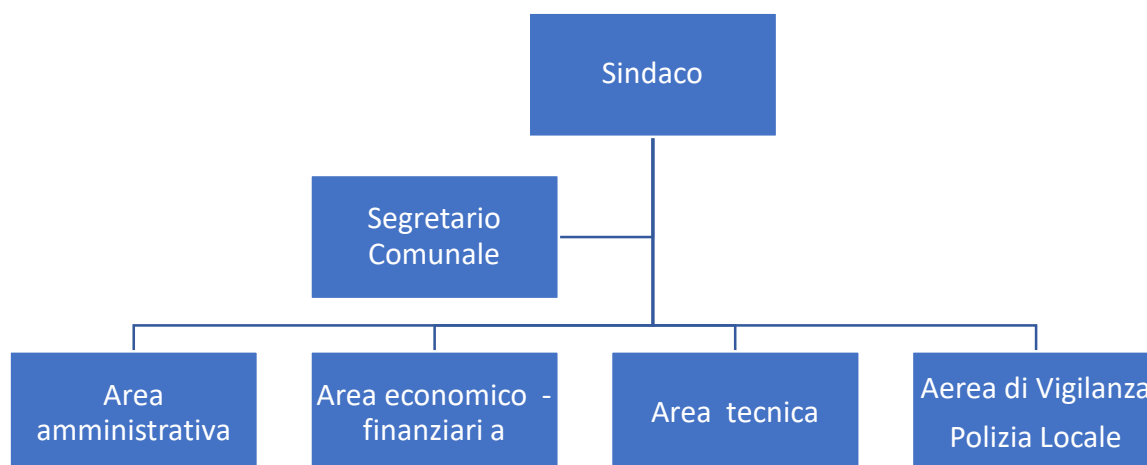 Sindaco
Segretario
Comunale
Area
amministrativa
Area economico -
finanziari a
Area tecnica
Aerea di Vigilanza
Polizia Locale